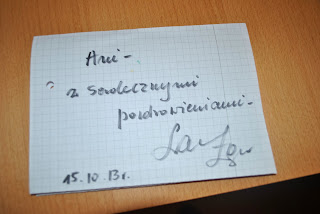 Ani -
z serdecznymi
pozdrowieniami -
15.10.13r.